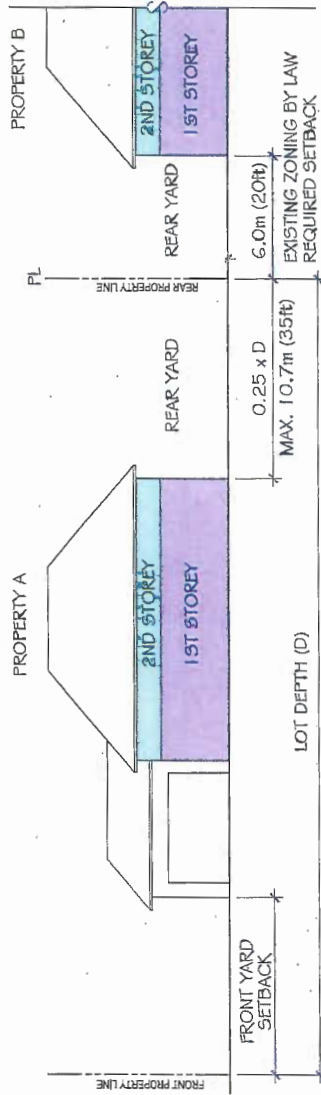 PROPERTY A
PROPERTY B
PL
2ND STOREY
1ST STOREY
2ND STOREY
1ST STOREY
S
REAR YARD
REAR YARD
FRONT PROPERTY LINE
REAR PROPERTY LINE
FRONT YARD
SETBACK
0.25 x D
MAX. 10.7m (35ft)
6.0m (20ft)
EXISTING ZONING BY LAW
REQUIRED SETBACK
LOT DEPTH (D)